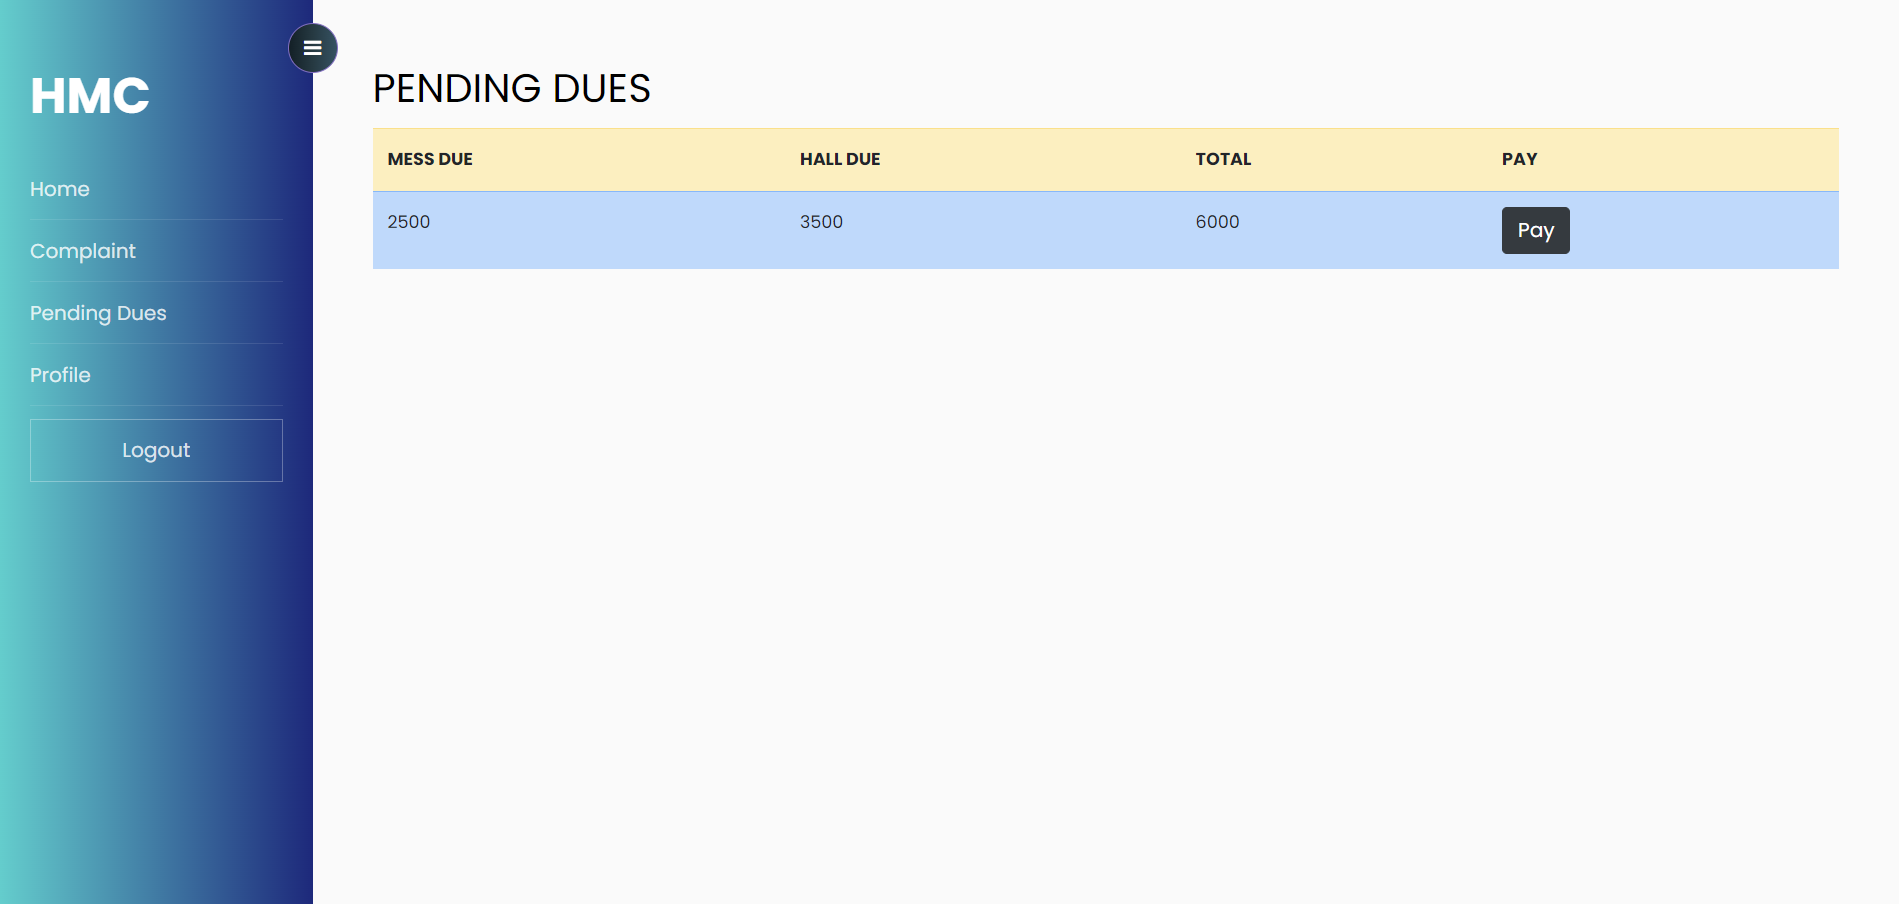 HMC
Home
Complaint
Pending Dues
Profile
Logout
PENDING DUES
MESS DUE HALL DUE TOTAL PAY
2500 3500 6000 Pay